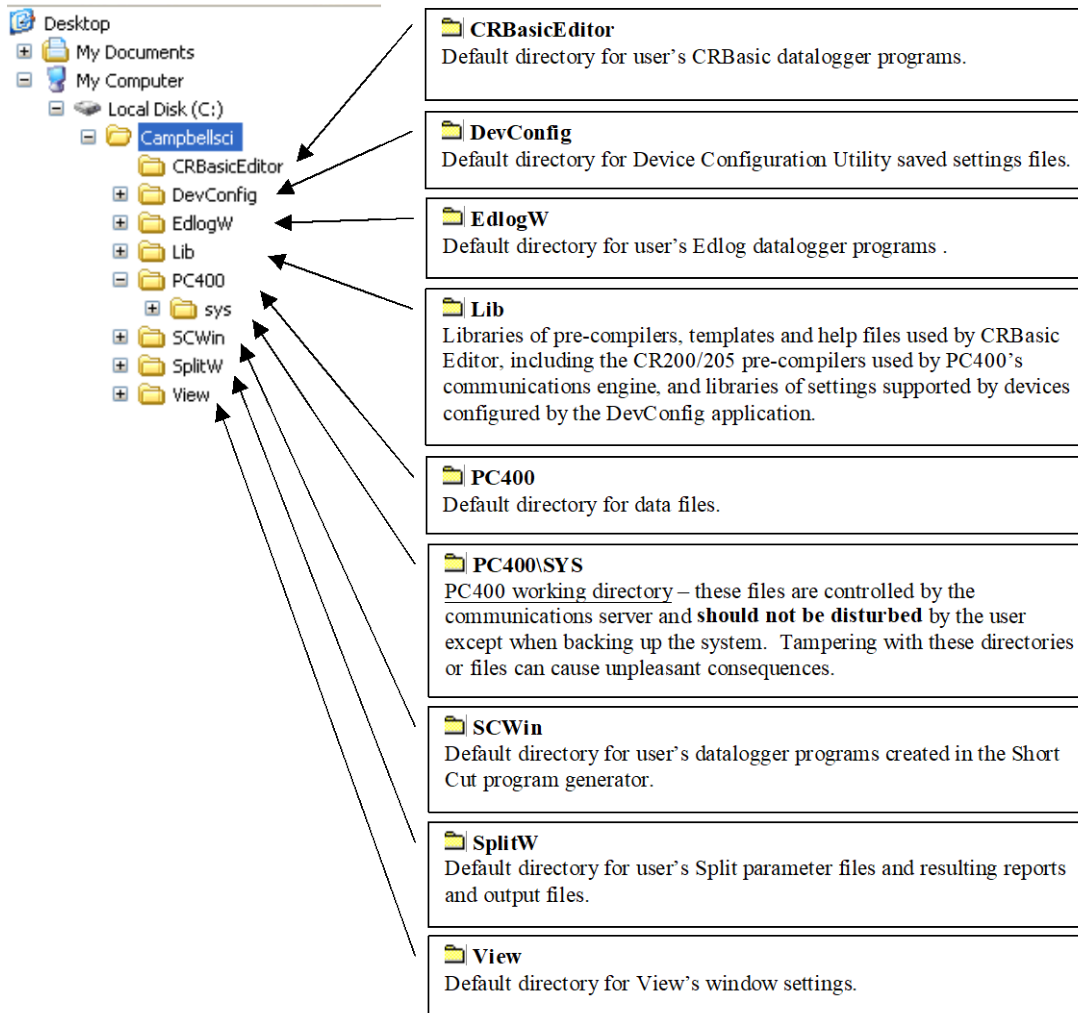 Desktop
My Documents
My Computer
Local Disk (C:)
Campbellsci
CRBasicEditor
DevConfig
EdlogW
Lib
PC400
sys
SCWin
SplitW
View
CRBasicEditor
Default directory for user’s CRBasic datalogger programs.
DevConfig
Default directory for Device Configuration Utility saved settings files.
EdlogW
Default directory for user’s Edlog datalogger programs .
Lib
Libraries of pre-compilers, templates and help files used by CRBasic
Editor, including the CR200/205 pre-compilers used by PC400’s
communications engine, and libraries of settings supported by devices
configured by the DevConfig application.
PC400
Default directory for data files.
PC400\SYS
PC400 working directory – these files are controlled by the
communications server and should not be disturbed by the user
except when backing up the system.  Tampering with these directories
or files can cause unpleasant consequences.
SCWin
Default directory for user’s datalogger programs created in the Short
Cut program generator.
SplitW
Default directory for user’s Split parameter files and resulting reports
and output files.
View
Default directory for View’s window settings.